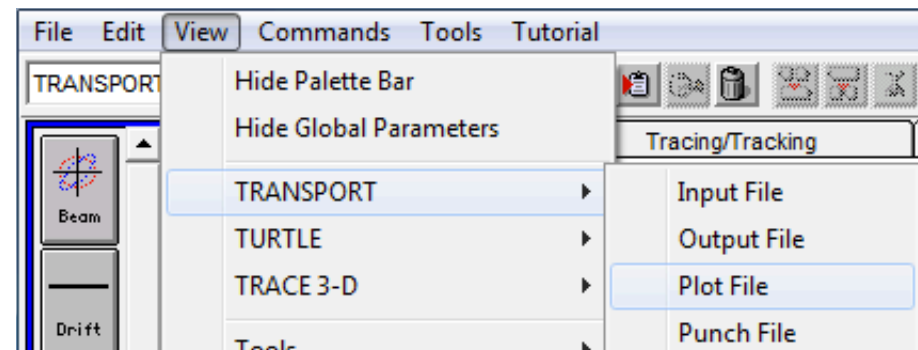 File Edit View Commands Tools Tutorial
TRANSPORT
Hide Palette Bar
Hide Global Parameters
Tracing/Tracking
Beam
TRANSPORT
Input File
TURTLE
Output File
TRACE 3-D
Plot File
Drift
Tools
Punch File